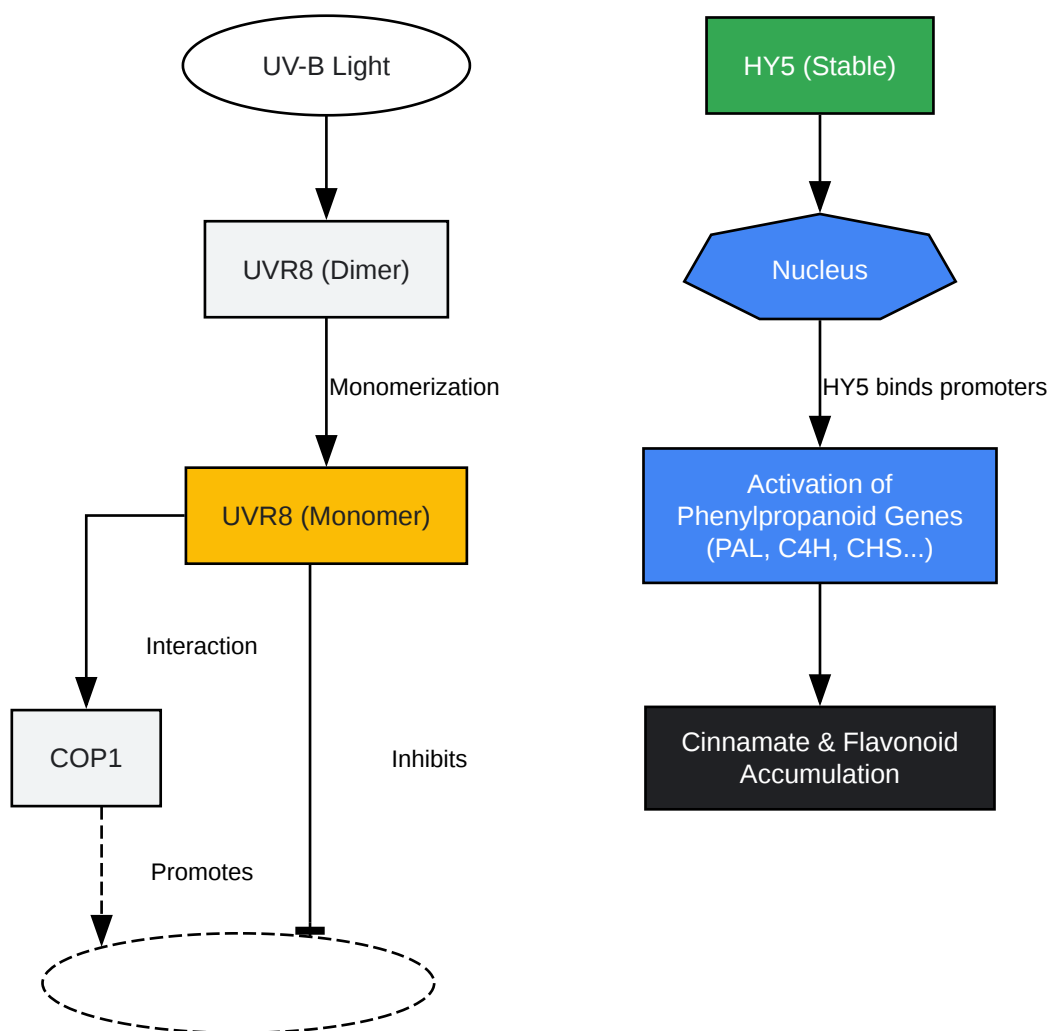 UV-B Light
UVR8 (Dimer)
Monomerization
UVR8 (Monomer)
Interaction
COP1
Inhibits
Promotes
HY5 (Stable)
Nucleus
HY5 binds promoters
Activation of
Phenylpropanoid Genes
(PAL, C4H, CHS...)
Cinnamate & Flavonoid
Accumulation